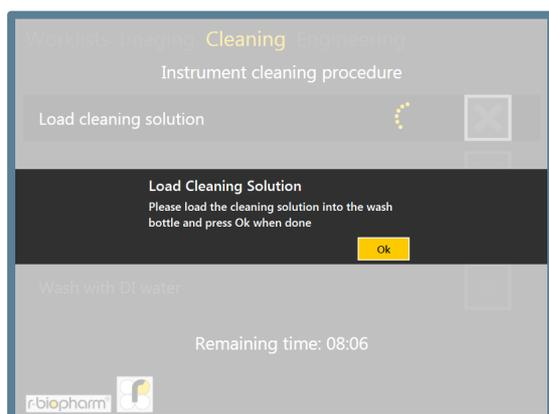 Worklists Imaging Cleaning Engineering
Instrument cleaning procedure
Load cleaning solution
Load Cleaning Solution
Please load the cleaning solution into the wash
bottle and press Ok when done
Ok
Wash with DI water
Remaining time: 08:06
r-biopharm
r